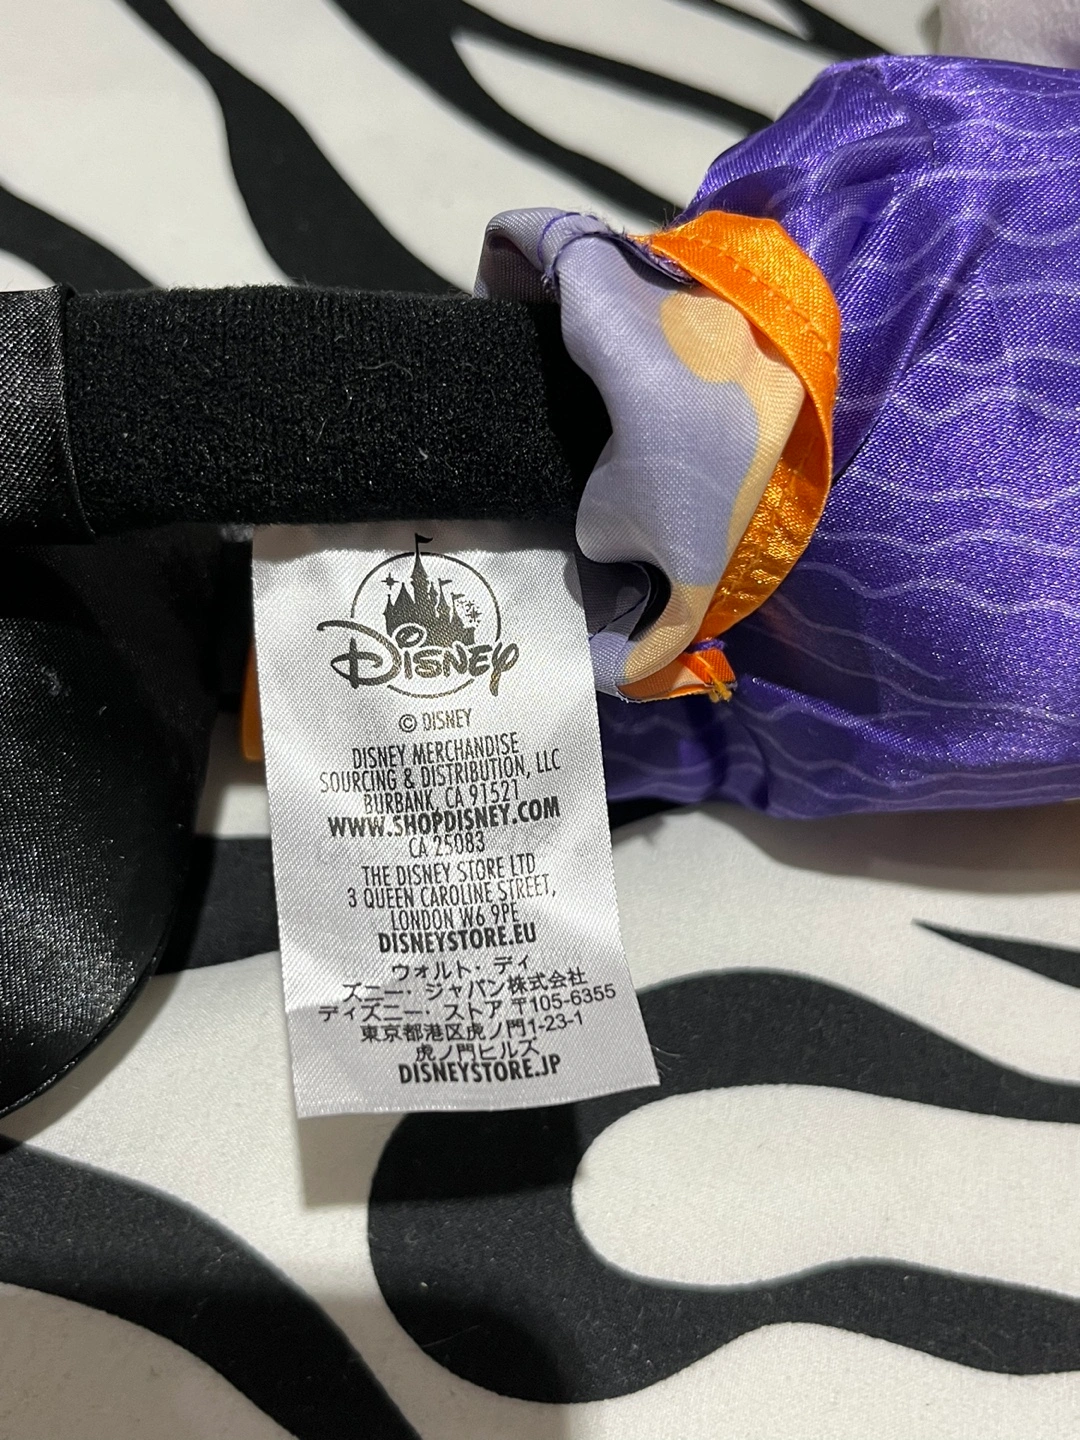 Disney
© DISNEY
DISNEY MERCHANDISE
SOURCING & DISTRIBUTION, LLC
BURBANK, CA 91521
WWW.SHOPDISNEY.COM
CA 25083
THE DISNEY STORE LTD
3 QUEEN CAROLINE STREET,
LONDON W6 9PE
DISNEYSTORE.EU
ウォルト・ディ
ズニー・ジャパン株式会社
ディズニー・ストア 〒105-6355
東京都港区虎ノ門1-23-1
虎ノ門ヒルズ
DISNEYSTORE.JP